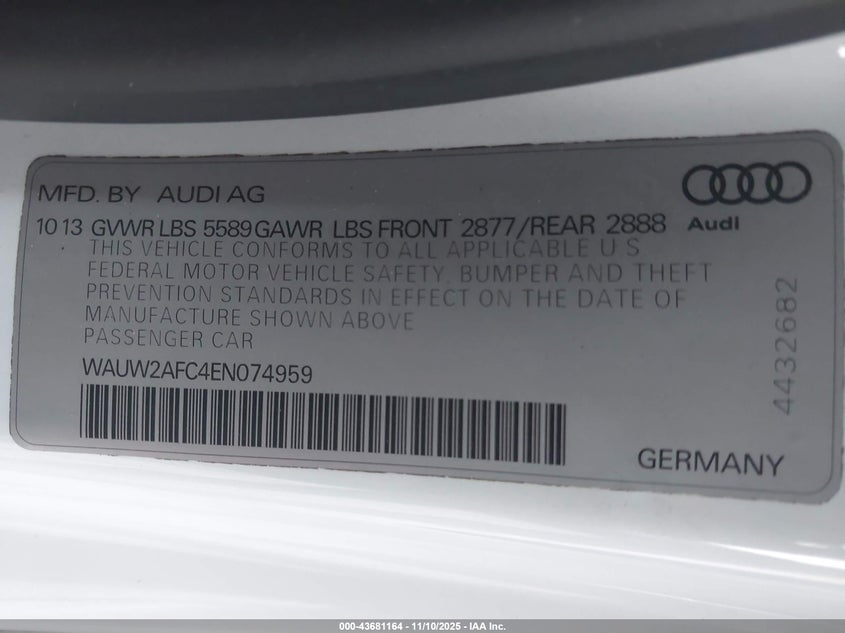 MFD. BY AUDI AG
10 13 GVWR LBS 5589 GAWR LBS FRONT 2877/REAR 2888
Audi
THIS VEHICLE CONFORMS TO ALL APPLICABLE U S
FEDERAL MOTOR VEHICLE SAFETY, BUMPER AND THEFT
PREVENTION STANDARDS IN EFFECT ON THE DATE OF
MANUFACTURE SHOWN ABOVE
PASSENGER CAR
WAUW2AFC4EN074959
4432682
GERMANY
000-43681164 - 11/10/2025 - IAA Inc.